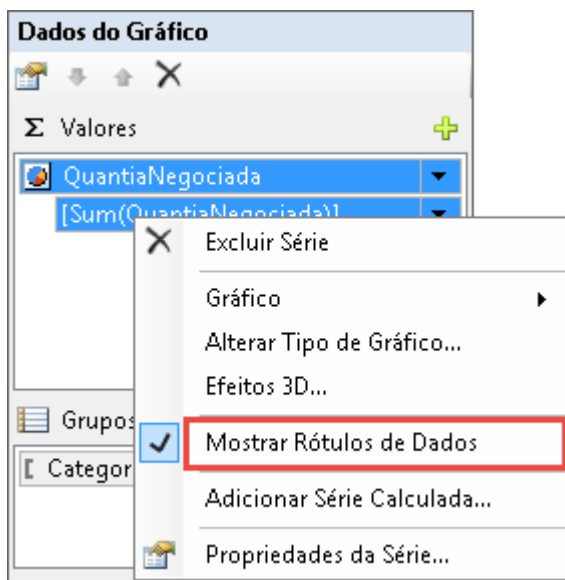 Dados do Gráfico
Σ Valores
QuantiaNegociada
[Sum(QuantiaNegociada)]
Excluir Série
Gráfico
Alterar Tipo de Gráfico...
Efeitos 3D...
Grupos
Mostrar Rótulos de Dados
[ Categor
Adicionar Série Calculada...
Propriedades da Série...